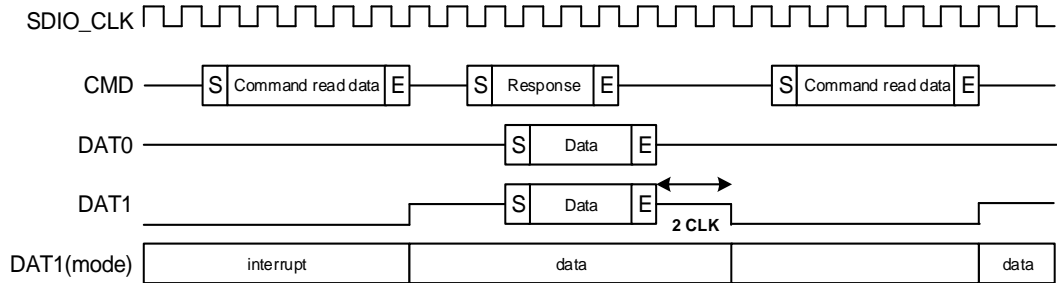 SDIO_CLK
CMD S Command read data E S Response E S Command read data E
DAT0 S Data E
DAT1 S Data E
2 CLK
DAT1(mode) interrupt data data